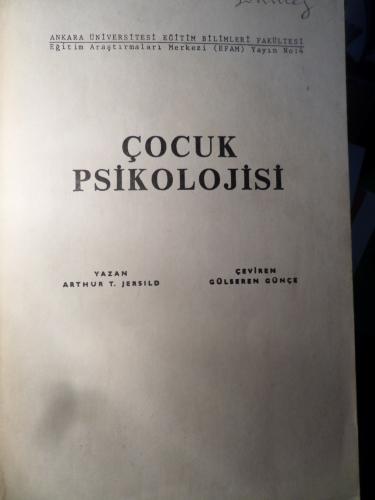 ANKARA ÜNİVERSİTESİ EĞİTİM BİLİMLERİ FAKÜLTESİ
Eğitim Araştırmaları Merkezi (EFAM) Yayın No:4
ÇOCUK
PSİKOLOJİSİ
YAZAN
ARTHUR T. JERSILD
ÇEVİREN
GÜLSEREN GÜNÇE